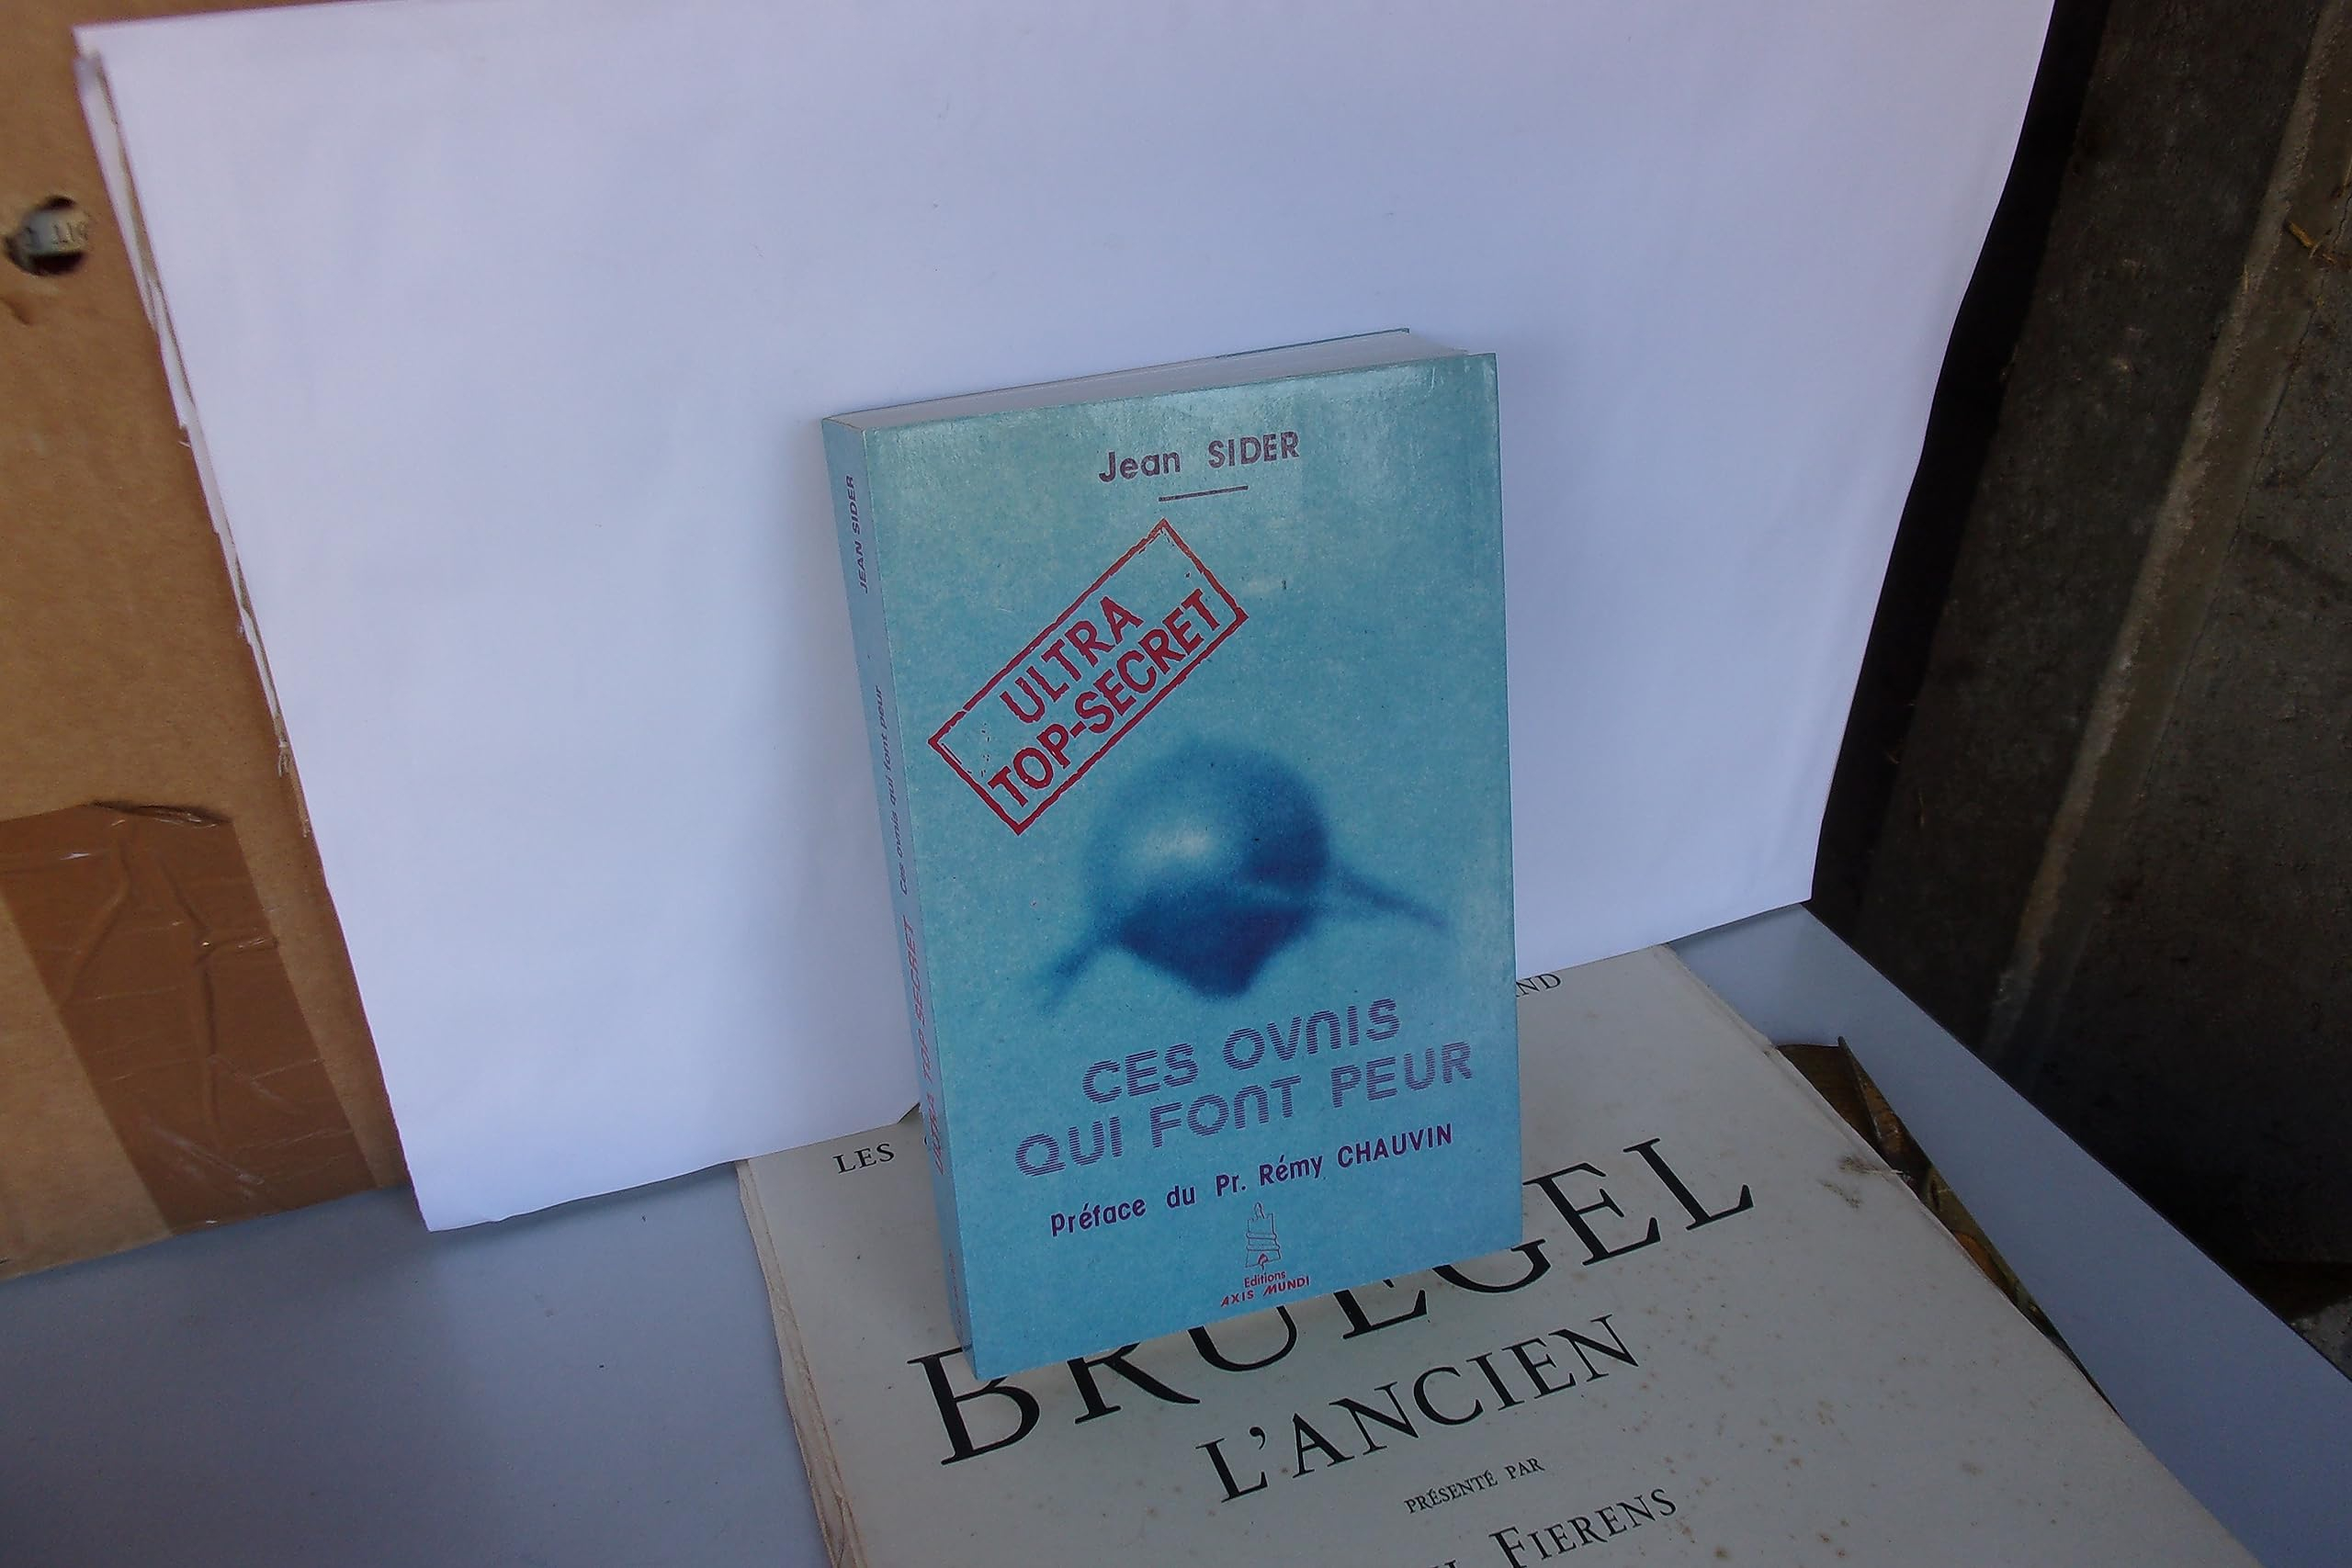 Jean SIDER
ULTRA
TOP-SECRET
CES OVNIS
QUI FONT PEUR
préface du Pr. Rémy CHAUVIN
Editions
AXIS MUNDI
JEAN SIDER
Ces ovnis qui font peur
ULTRA TOP SECRET
LES
BRUEGEL
L'ANCIEN
PRÉSENTÉ PAR
FIERENS